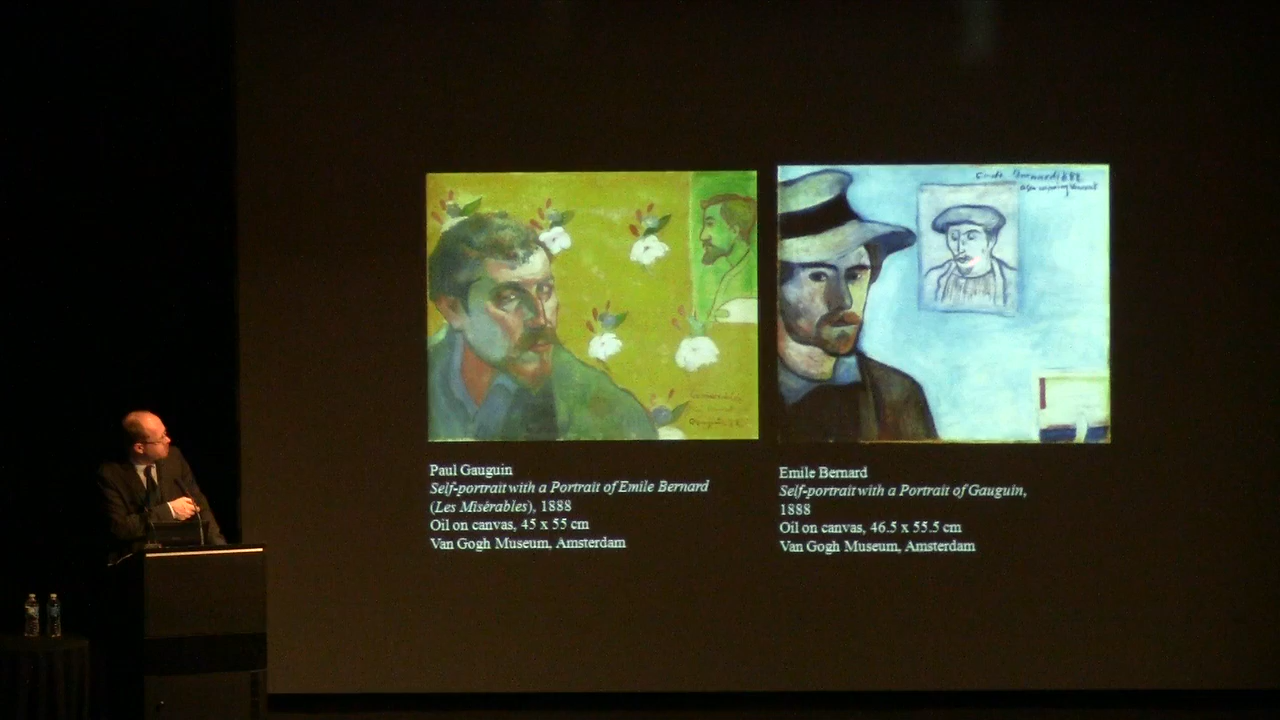 Paul Gauguin
Self-portrait with a Portrait of Emile Bernard
(Les Misérables), 1888
Oil on canvas, 45 x 55 cm
Van Gogh Museum, Amsterdam
Emile Bernard
Self-portrait with a Portrait of Gauguin,
1888
Oil on canvas, 46.5 x 55.5 cm
Van Gogh Museum, Amsterdam